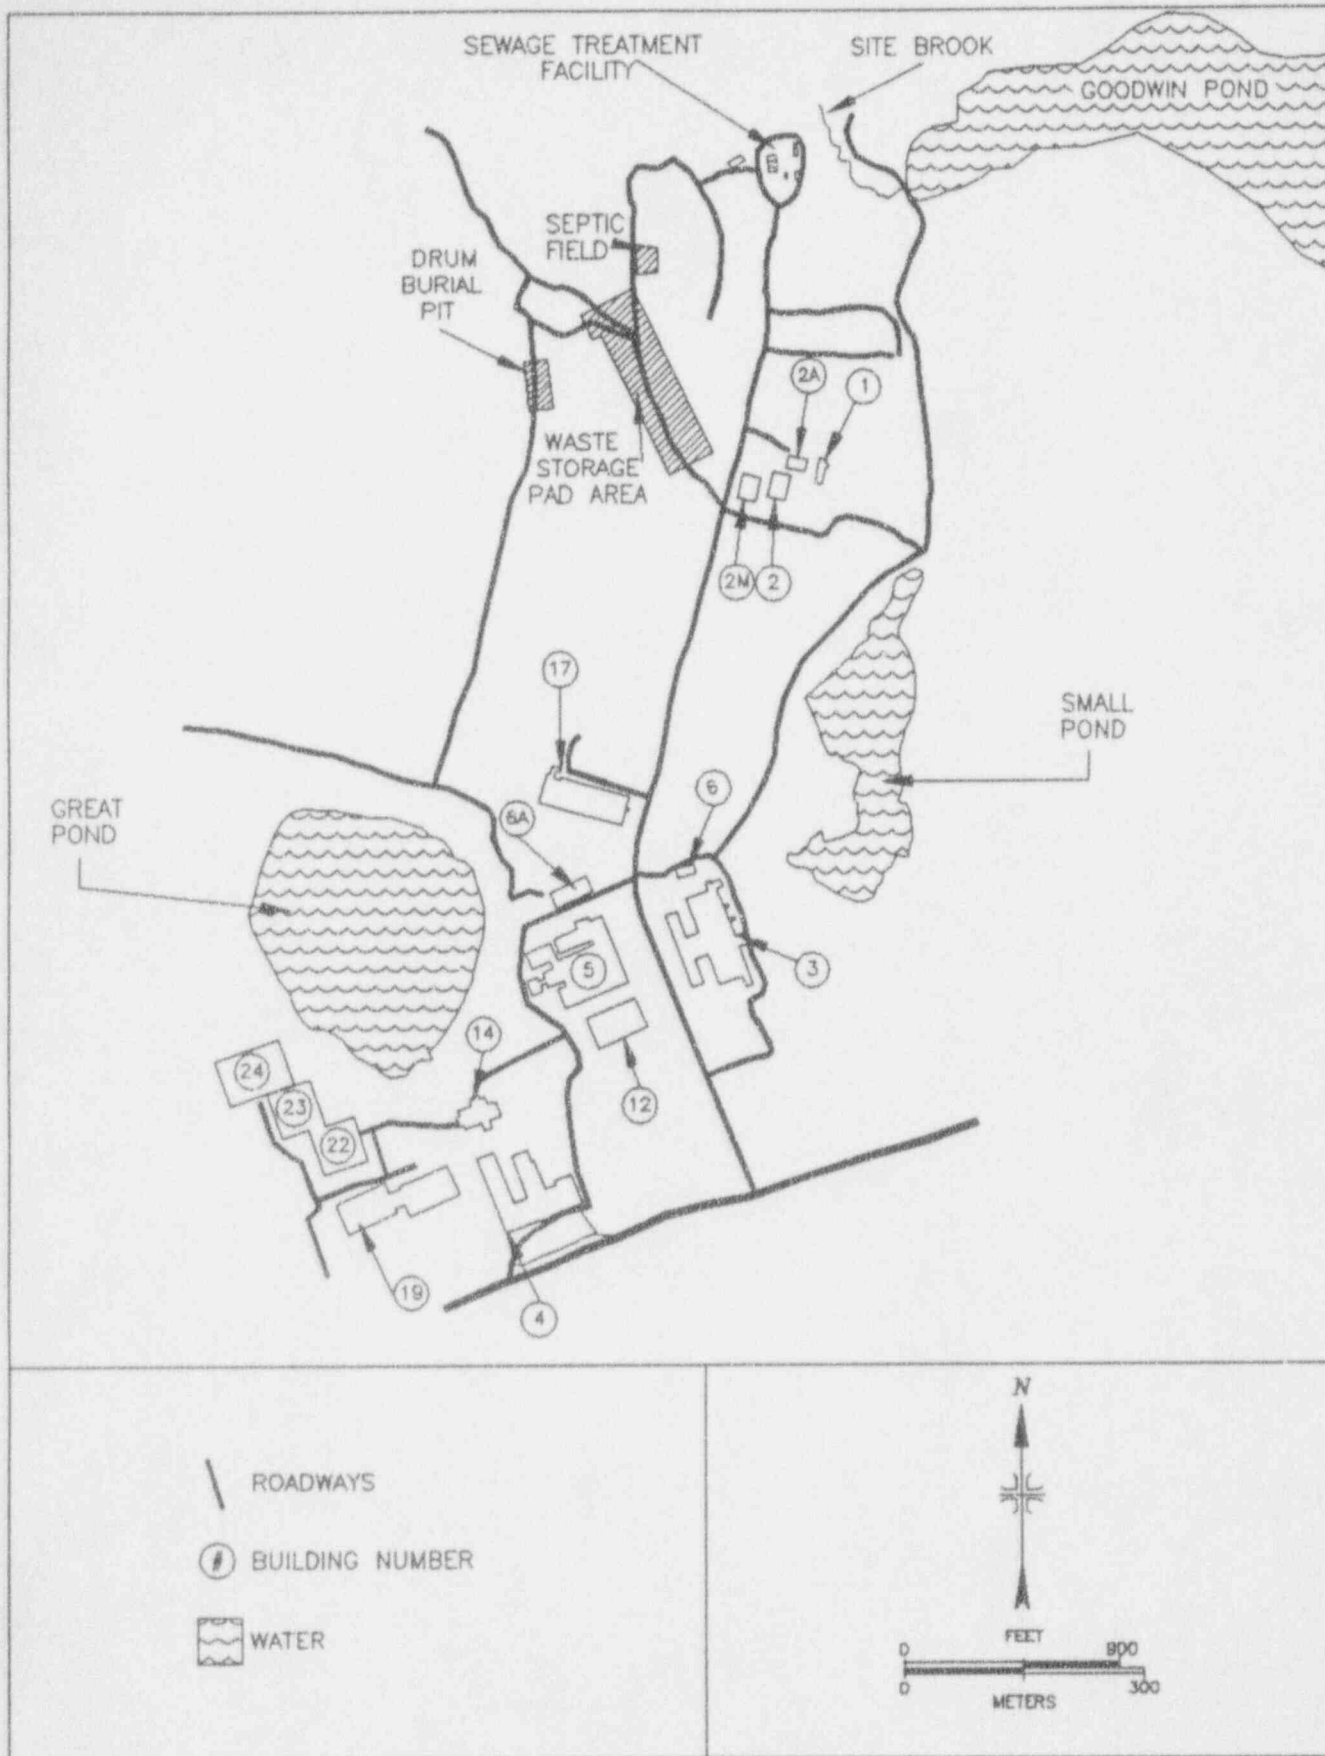 SEWAGE TREATMENT
FACILITY
SITE BROOK
GOODWIN POND
SEPTIC
FIELD
DRUM
BURIAL
PIT
2A
1
WASTE
STORAGE
PAD AREA
2M
2
17
SMALL
POND
6
GREAT
POND
6A
5
3
14
24
23
12
22
19
4
N
ROADWAYS
#
BUILDING NUMBER
WATER
FEET
0
800
0
300
METERS